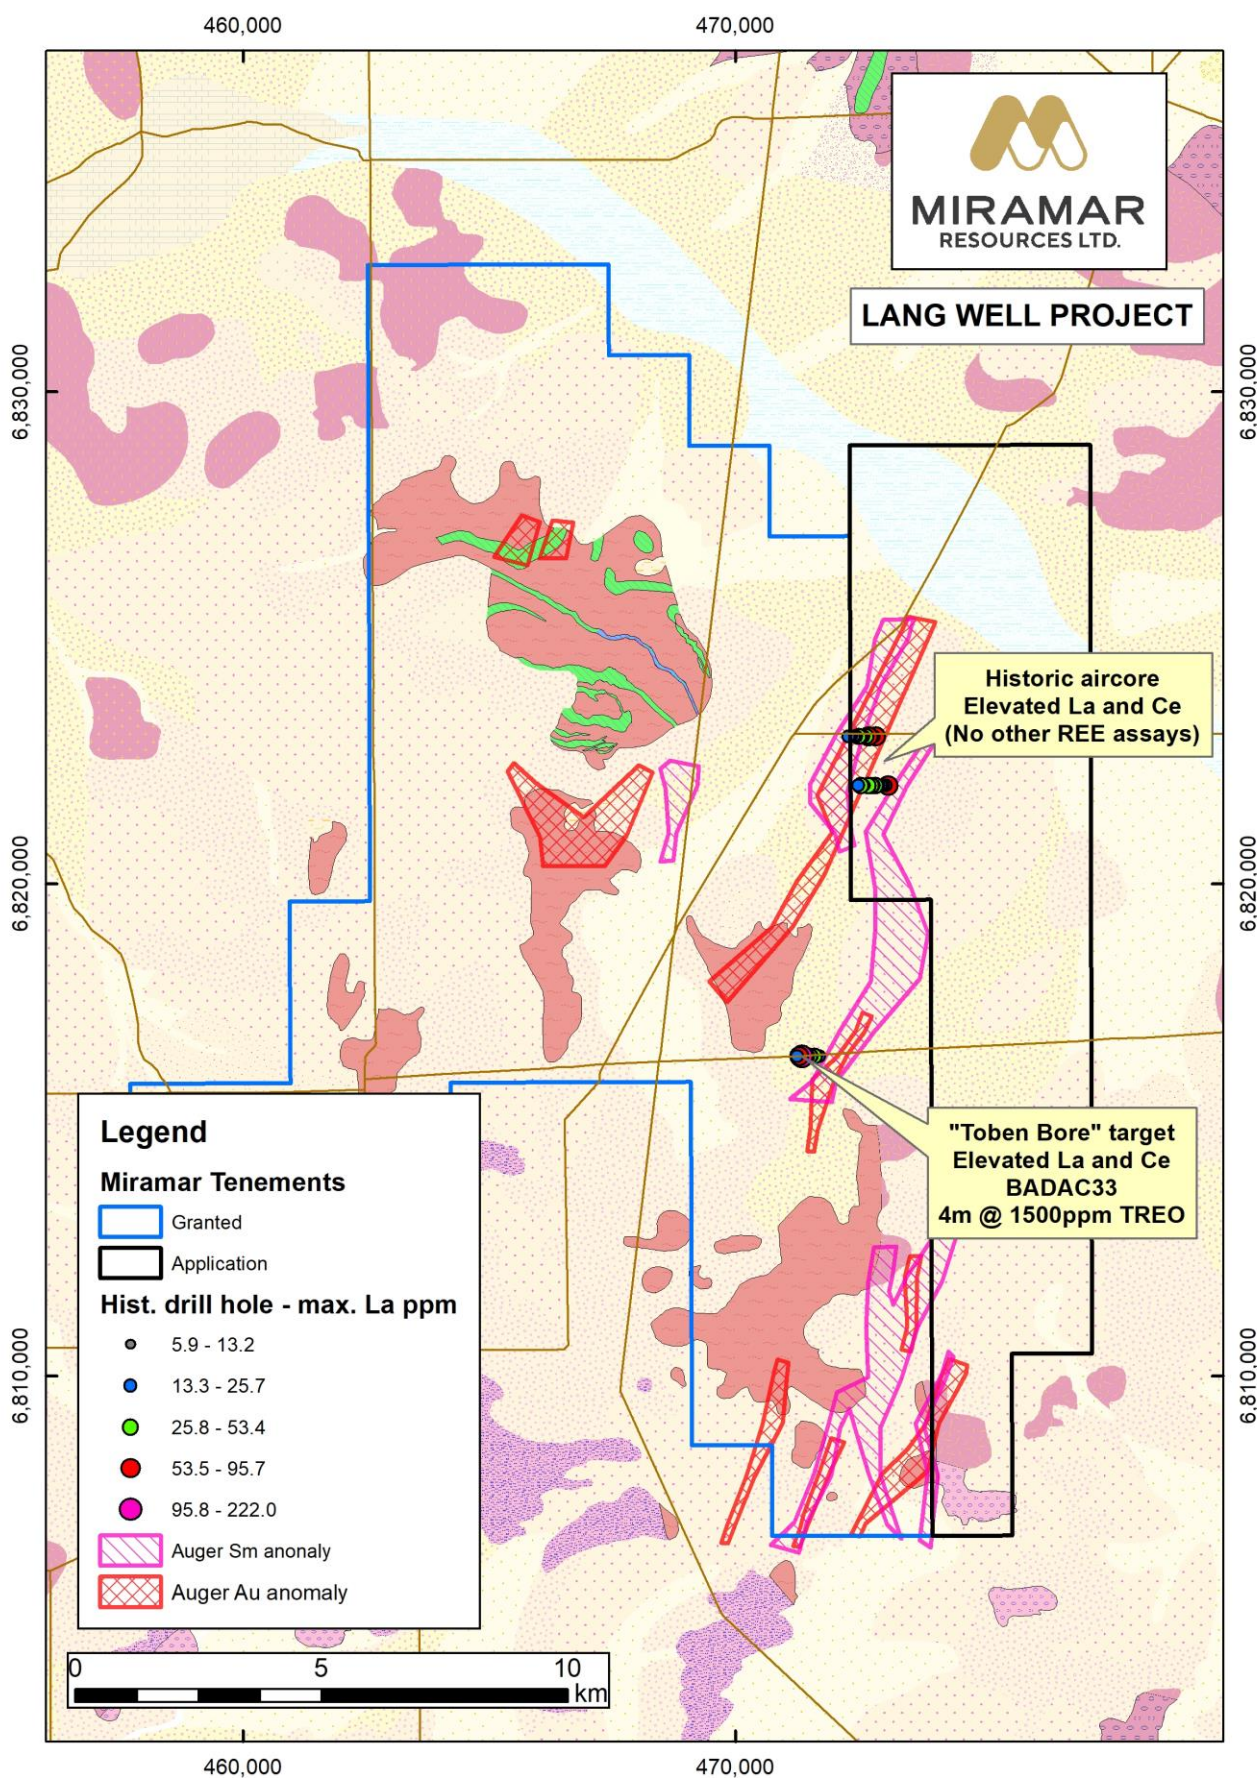 460,000
470,000
MIRAMAR
RESOURCES LTD.
LANG WELL PROJECT
6,830,000
6,830,000
Historic aircore
Elevated La and Ce
(No other REE assays)
6,820,000
6,820,000
"Toben Bore" target
Elevated La and Ce
BADAC33
4m @ 1500ppm TREO
6,810,000
6,810,000
Legend
Miramar Tenements
Granted
Application
Hist. drill hole - max. La ppm
5.9 - 13.2
13.3 - 25.7
25.8 - 53.4
53.5 - 95.7
95.8 - 222.0
Auger Sm anonaly
Auger Au anomaly
0 5 10
km
460,000
470,000